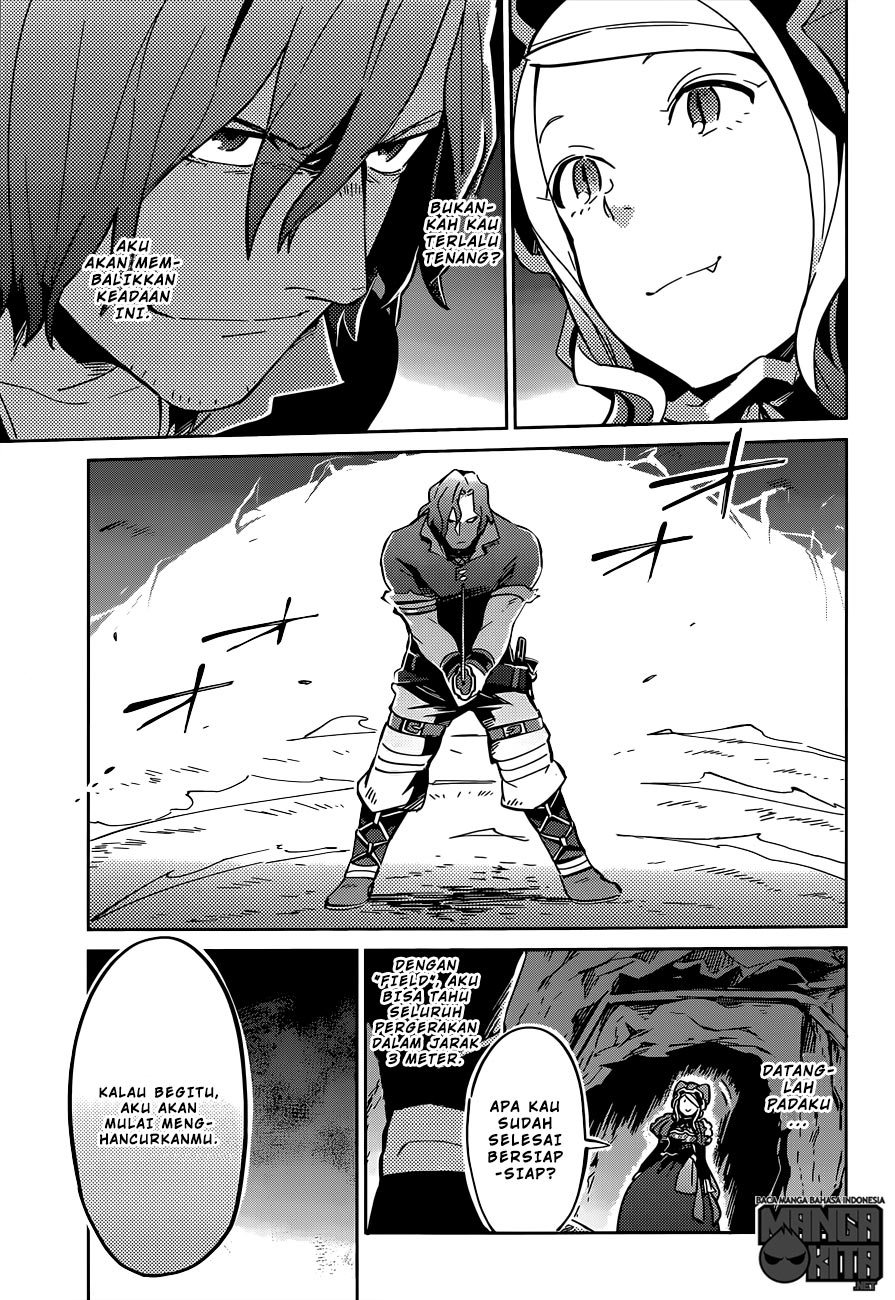 BUKAN-
KAH KAU
TERLALU
TENANG?
AKU
AKAN MEM-
BALIKKAN
KEADAAN
INI.
DATANG-
LAH
PADAKU
...
DENGAN
"FIELD", AKU
BISA TAHU
SELURUH
PERGERAKAN
DALAM JARAK
3 METER.
APA KAU
SUDAH
SELESAI
BERSIAP
-SIAP?
KALAU BEGITU,
AKU AKAN
MULAI MENG-
HANCURKANMU.
BACA MANGA BAHASA INDONESIA
MANGA
KITA
.NET